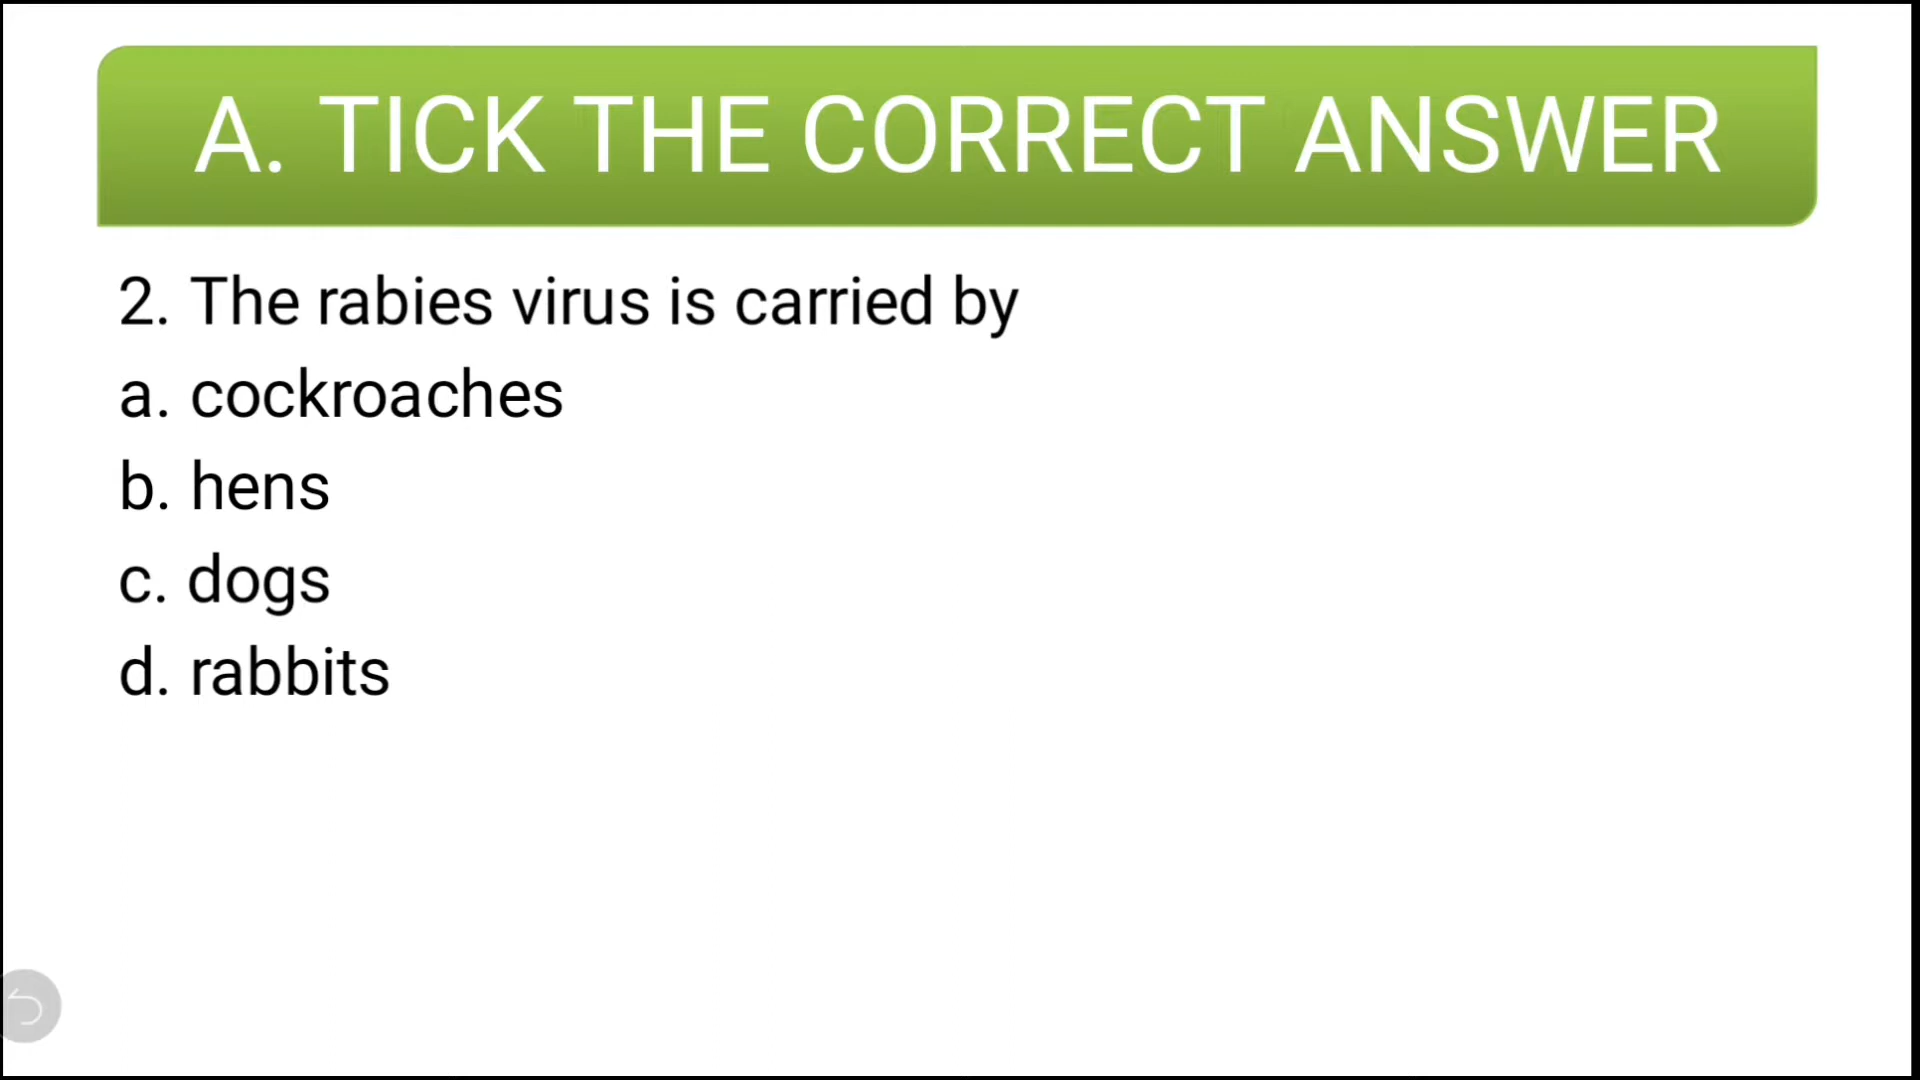 A. TICK THE CORRECT ANSWER
2. The rabies virus is carried by
a. cockroaches
b. hens
c. dogs
d. rabbits